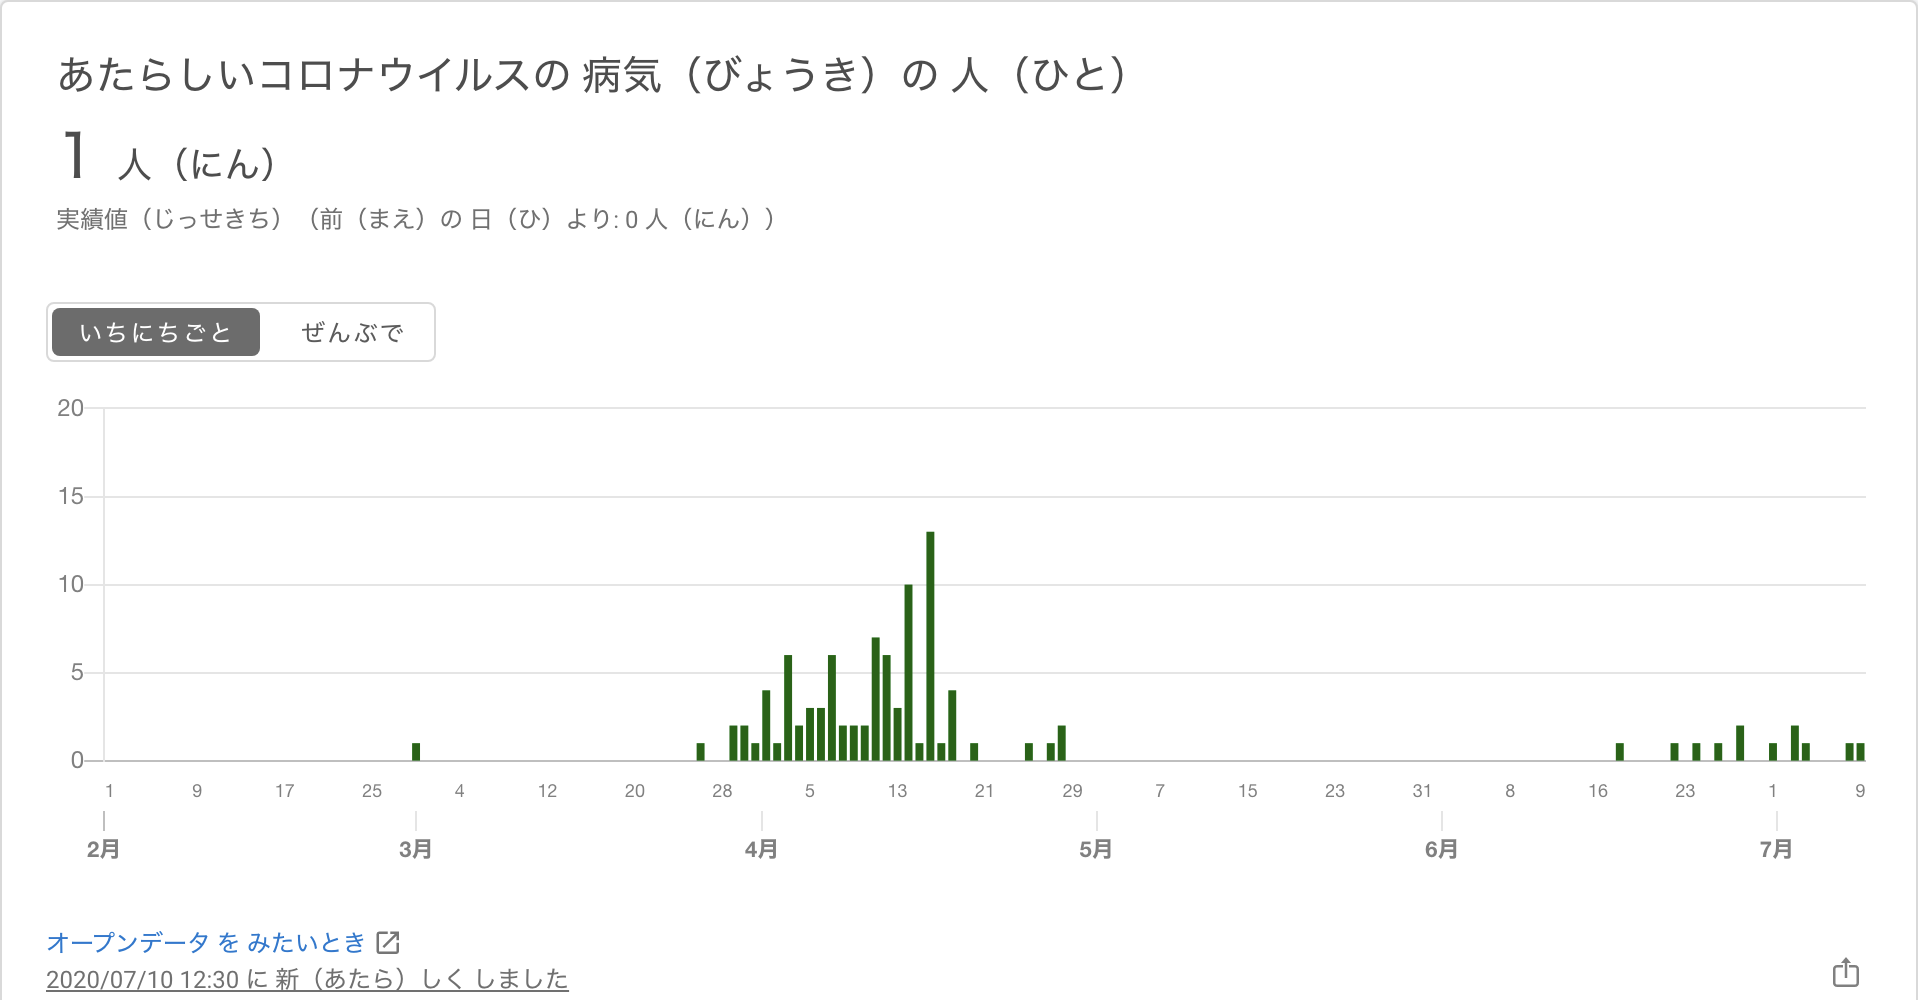 あたらしいコロナウイルスの 病気（びょうき）の 人（ひと）
1 人（にん）
実績値（じっせきち）（前（まえ）の 日（ひ）より: 0 人（にん））
いちにちごと ぜんぶで
20
15
10
5
0
1 9 17 25 4 12 20 28 5 13 21 29 7 15 23 31 8 16 23 1 9
2月 3月 4月 5月 6月 7月
オープンデータ を みたいとき
2020/07/10 12:30 に 新（あたら）しく しました